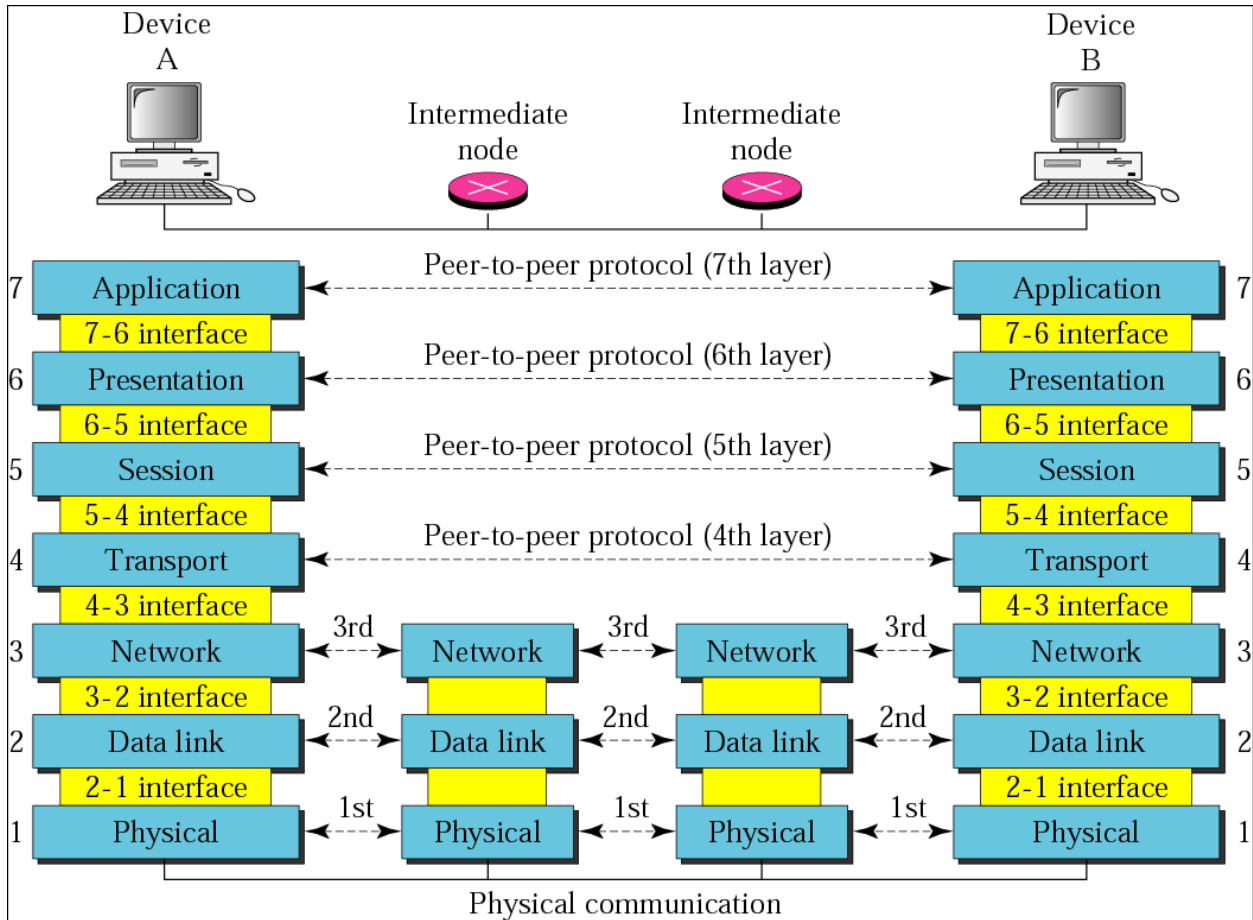 Device
A
Device
B
Intermediate
node
Intermediate
node
7 Application Peer-to-peer protocol (7th layer) Application 7
7-6 interface 7-6 interface
6 Presentation Peer-to-peer protocol (6th layer) Presentation 6
6-5 interface 6-5 interface
5 Session Peer-to-peer protocol (5th layer) Session 5
5-4 interface 5-4 interface
4 Transport Peer-to-peer protocol (4th layer) Transport 4
4-3 interface 4-3 interface
3rd 3rd 3rd
3 Network Network Network Network 3
3-2 interface 3-2 interface
2nd 2nd 2nd
2 Data link Data link Data link Data link 2
2-1 interface 2-1 interface
1st 1st 1st
1 Physical Physical Physical Physical 1
Physical communication